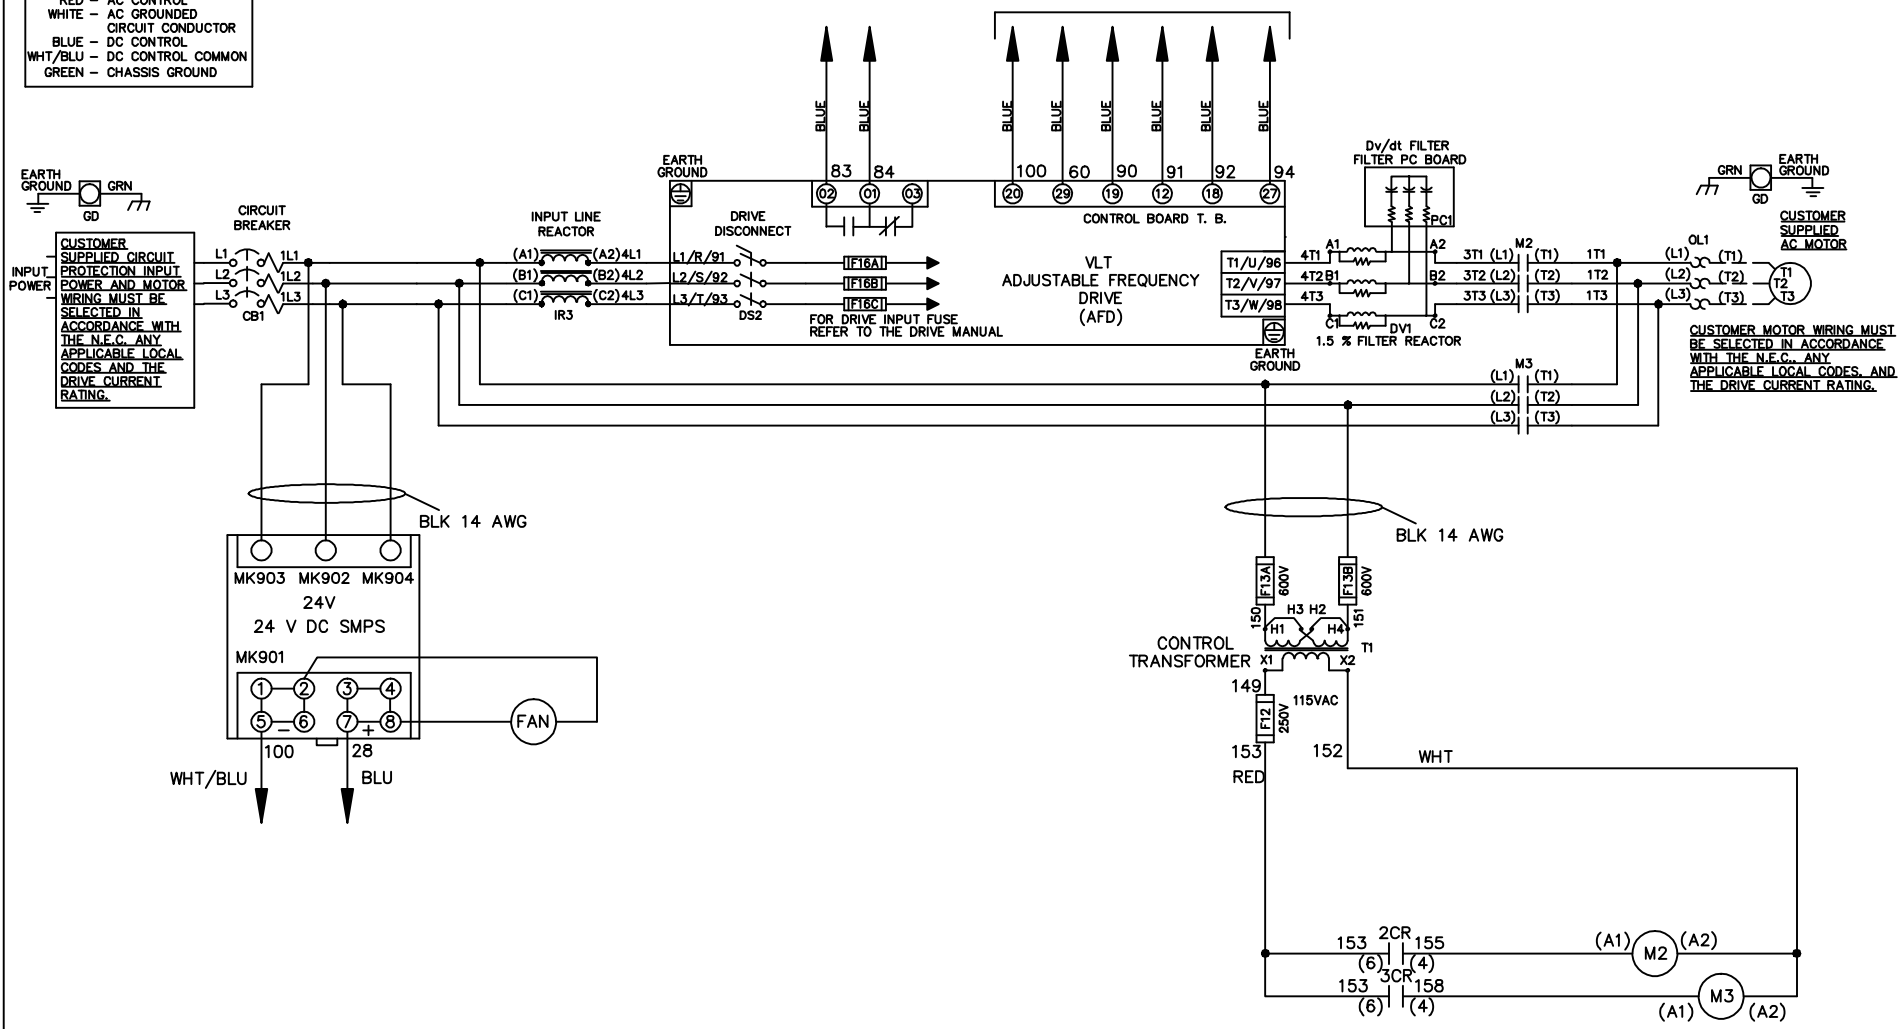 RED – AC CONTROL
WHITE – AC GROUNDED
CIRCUIT CONDUCTOR
BLUE – DC CONTROL
WHT/BLU – DC CONTROL COMMON
GREEN – CHASSIS GROUND
BLUE
BLUE
BLUE
BLUE
BLUE
BLUE
BLUE
BLUE
EARTH
GROUND
GRN
GD
EARTH
GROUND
83
84
02
01
03
100
60
90
91
92
94
20
29
19
12
18
27
CONTROL BOARD T. B.
Dv/dt FILTER
FILTER PC BOARD
PC1
GRN
EARTH
GROUND
GD
CUSTOMER
SUPPLIED
AC MOTOR
INPUT
POWER
CUSTOMER
SUPPLIED CIRCUIT
PROTECTION INPUT
POWER AND MOTOR
WIRING MUST BE
SELECTED IN
ACCORDANCE WITH
THE N.E.C. ANY
APPLICABLE LOCAL
CODES AND THE
DRIVE CURRENT
RATING.
CIRCUIT
BREAKER
L1
1L1
L2
1L2
L3
1L3
CB1
INPUT LINE
REACTOR
(A1)
(A2)
4L1
(B1)
(B2)
4L2
(C1)
(C2)
4L3
IR3
DRIVE
DISCONNECT
L1/R/91
L2/S/92
L3/T/93
DS2
F16A
F16B
F16C
FOR DRIVE INPUT FUSE
REFER TO THE DRIVE MANUAL
VLT
ADJUSTABLE FREQUENCY
DRIVE
(AFD)
T1/U/96
T2/V/97
T3/W/98
EARTH
GROUND
4T1
A1
A2
4T2
B1
B2
4T3
C1
C2
DV1
1.5 % FILTER REACTOR
M2
3T1 (L1) (T1) 1T1
3T2 (L2) (T2) 1T2
3T3 (L3) (T3) 1T3
OL1
(L1) (T1)
(L2) (T2)
(L3) (T3)
T1
T2
T3
CUSTOMER MOTOR WIRING MUST
BE SELECTED IN ACCORDANCE
WITH THE N.E.C., ANY
APPLICABLE LOCAL CODES, AND
THE DRIVE CURRENT RATING.
M3
(L1) (T1)
(L2) (T2)
(L3) (T3)
BLK 14 AWG
MK903 MK902 MK904
24V
24 V DC SMPS
MK901
1
2
3
4
5
6
7
8
–
+
FAN
100
28
WHT/BLU
BLU
BLK 14 AWG
F13A
600V
F13B
600V
150
151
H3 H2
H1
H4
T1
CONTROL
TRANSFORMER
X1
X2
149
115VAC
F12
250V
153
152
RED
WHT
2CR
153
155
(6)
(4)
(A1)
M2
(A2)
3CR
153
158
(6)
(4)
(A1)
M3
(A2)